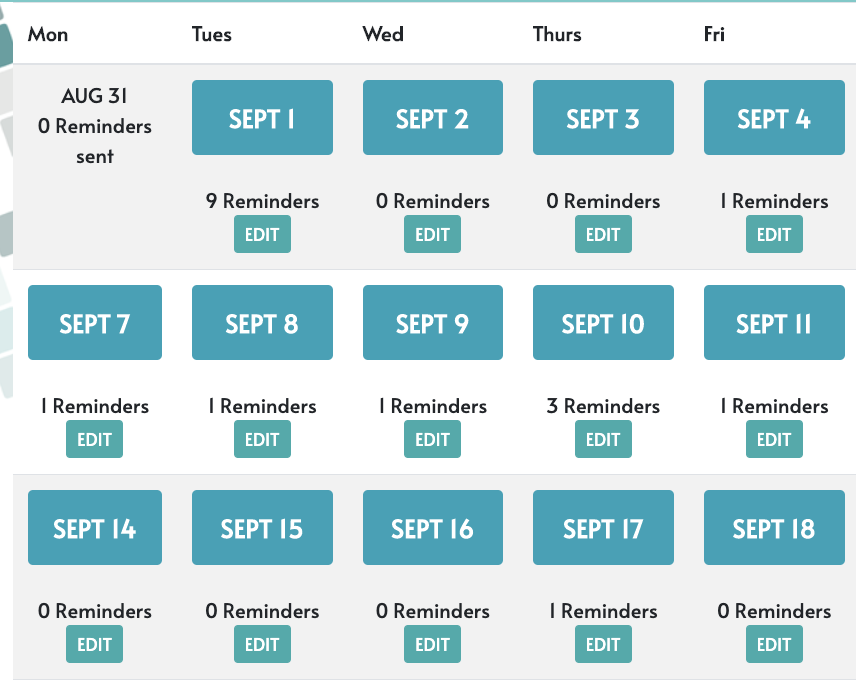 Mon Tues Wed Thurs Fri
AUG 31 SEPT 1 SEPT 2 SEPT 3 SEPT 4
0 Reminders
sent
9 Reminders 0 Reminders 0 Reminders 1 Reminders
EDIT EDIT EDIT EDIT
SEPT 7 SEPT 8 SEPT 9 SEPT 10 SEPT 11
1 Reminders 1 Reminders 1 Reminders 3 Reminders 1 Reminders
EDIT EDIT EDIT EDIT EDIT
SEPT 14 SEPT 15 SEPT 16 SEPT 17 SEPT 18
0 Reminders 0 Reminders 0 Reminders 1 Reminders 0 Reminders
EDIT EDIT EDIT EDIT EDIT